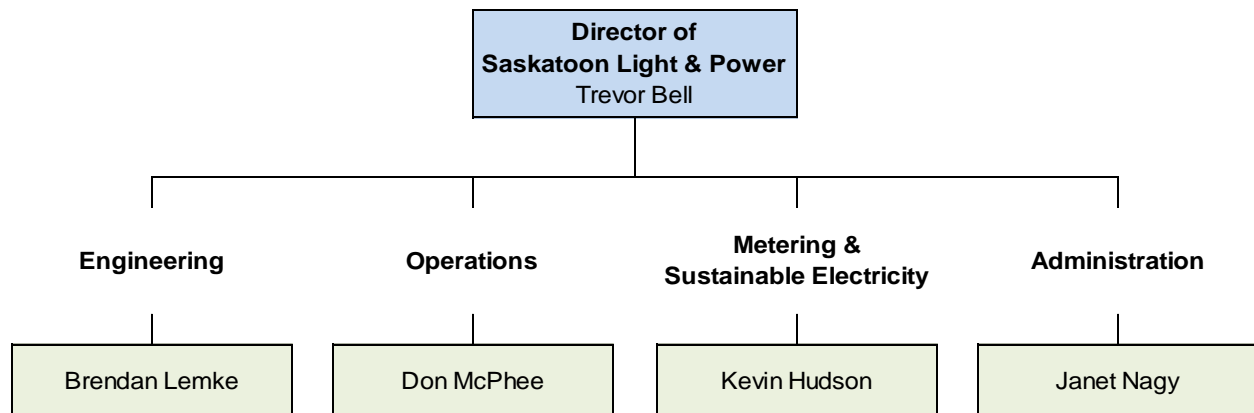 Director of
Saskatoon Light & Power
Trevor Bell
Engineering
Operations
Metering &
Sustainable Electricity
Administration
Brendan Lemke
Don McPhee
Kevin Hudson
Janet Nagy